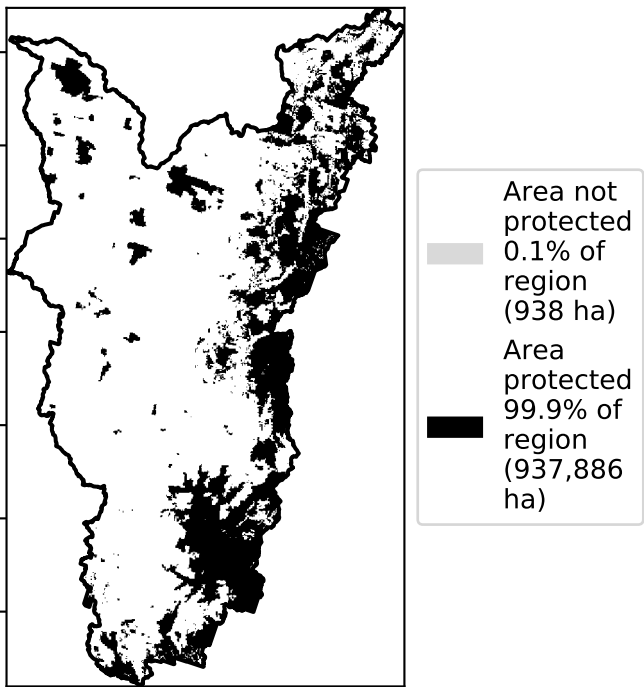 Area not
protected
0.1% of
region
(938 ha)
Area
protected
99.9% of
region
(937,886
ha)